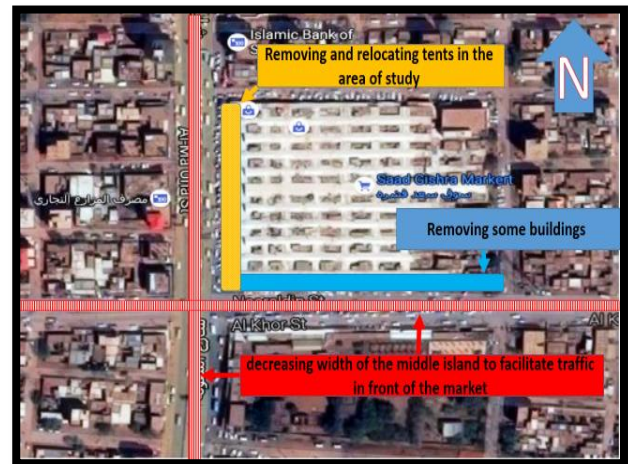 Islamic Bank of
Removing and relocating tents in the
area of study
N
Saad Gishra Markert
سوق سعد قشره
مصرف المزارع التجاري
Removing some buildings
Al Khor St
decreasing width of the middle island to facilitate traffic
in front of the market